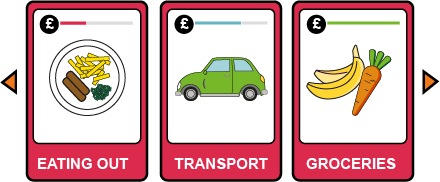 £
£
£
EATING OUT
TRANSPORT
GROCERIES